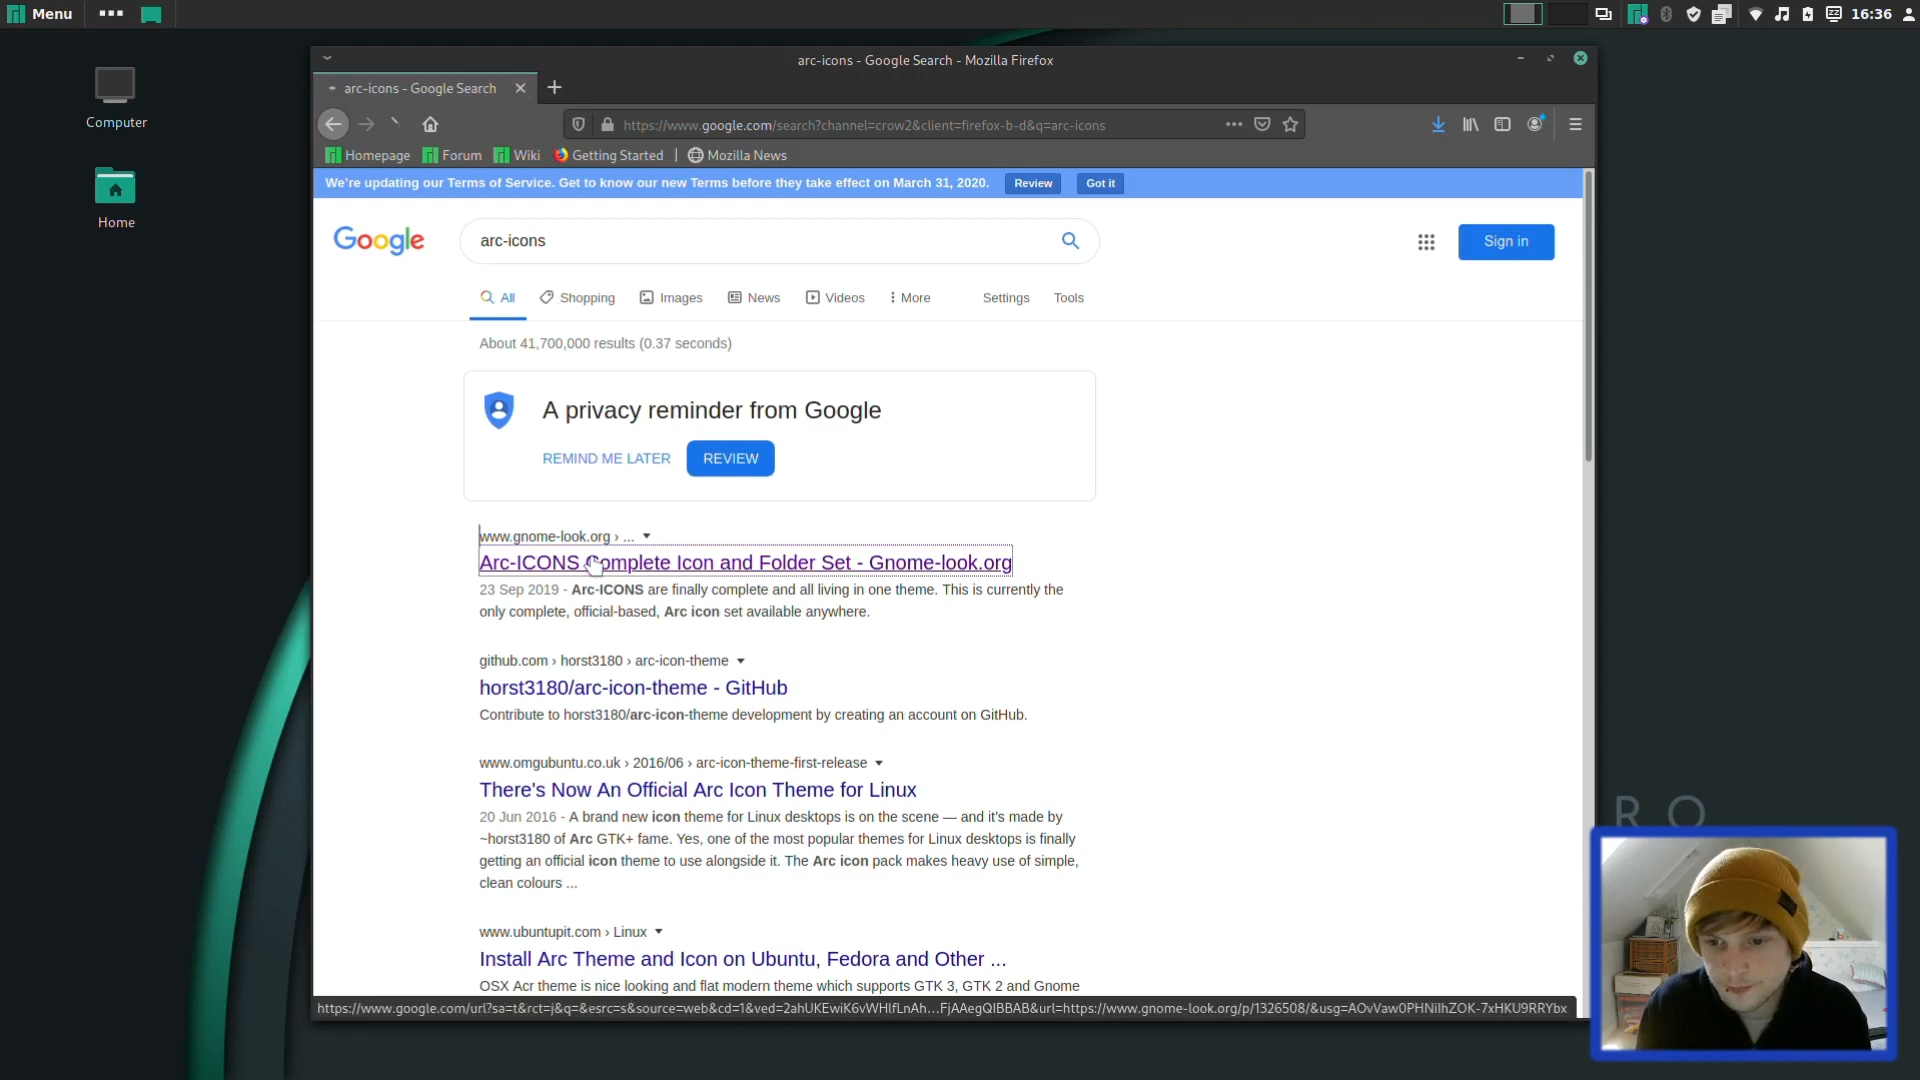 Menu
16:36
Computer
Home
arc-icons - Google Search - Mozilla Firefox
arc-icons - Google Search
https://www.google.com/search?channel=crow2&client=firefox-b-d&q=arc-icons
Homepage Forum Wiki Getting Started Mozilla News
We're updating our Terms of Service. Get to know our new Terms before they take effect on March 31, 2020. Review Got it
Google
arc-icons
Sign in
All Shopping Images News Videos More Settings Tools
About 41,700,000 results (0.37 seconds)
A privacy reminder from Google
REMIND ME LATER REVIEW
www.gnome-look.org › ...
Arc-ICONS Complete Icon and Folder Set - Gnome-look.org
23 Sep 2019 - Arc-ICONS are finally complete and all living in one theme. This is currently the
only complete, official-based, Arc icon set available anywhere.
github.com › horst3180 › arc-icon-theme
horst3180/arc-icon-theme - GitHub
Contribute to horst3180/arc-icon-theme development by creating an account on GitHub.
www.omgubuntu.co.uk › 2016/06 › arc-icon-theme-first-release
There's Now An Official Arc Icon Theme for Linux
20 Jun 2016 - A brand new icon theme for Linux desktops is on the scene — and it's made by
~horst3180 of Arc GTK+ fame. Yes, one of the most popular themes for Linux desktops is finally
getting an official icon theme to use alongside it. The Arc icon pack makes heavy use of simple,
clean colours ...
www.ubuntupit.com › Linux
Install Arc Theme and Icon on Ubuntu, Fedora and Other ...
OSX Acr theme is nice looking and flat modern theme which supports GTK 3, GTK 2 and Gnome
https://www.google.com/url?sa=t&rct=j&q=&esrc=s&source=web&cd=1&ved=2ahUKEwiK6vWHlfLnAh…FjAAegQIBBAB&url=https://www.gnome-look.org/p/1326508/&usg=AOvVaw0PHNiIhZOK-7xHKU9RRYbx
R O